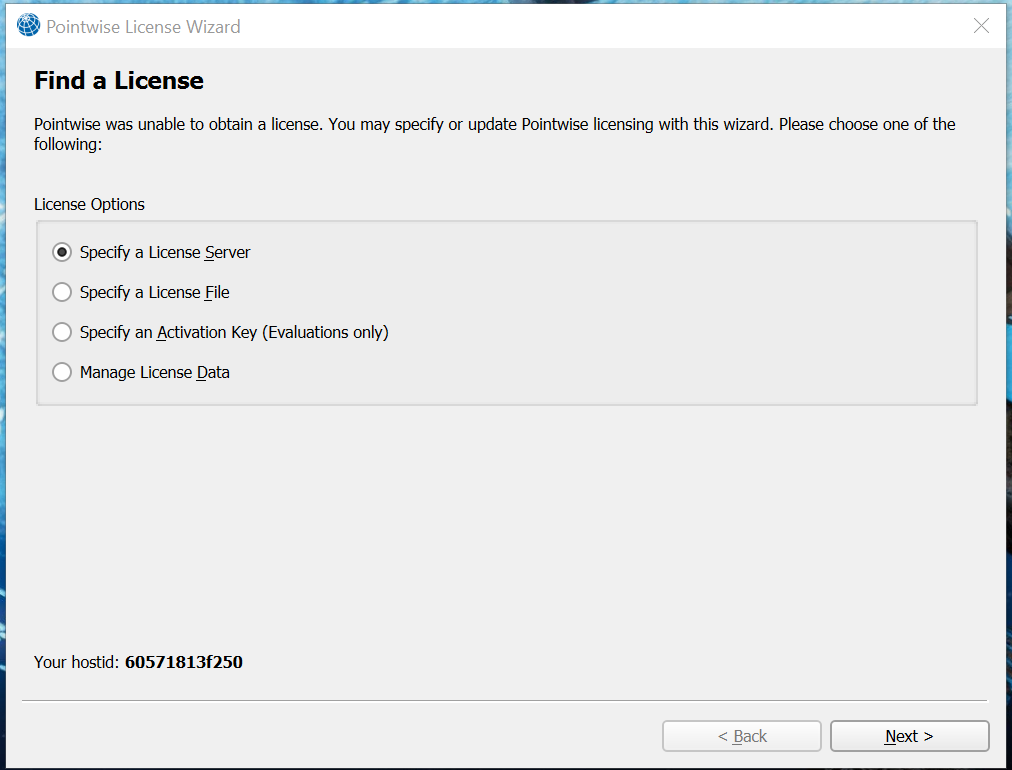 Pointwise License Wizard
Find a License
Pointwise was unable to obtain a license. You may specify or update Pointwise licensing with this wizard. Please choose one of the
following:
License Options
Specify a License Server
Specify a License File
Specify an Activation Key (Evaluations only)
Manage License Data
Your hostid: 60571813f250
< Back
Next >